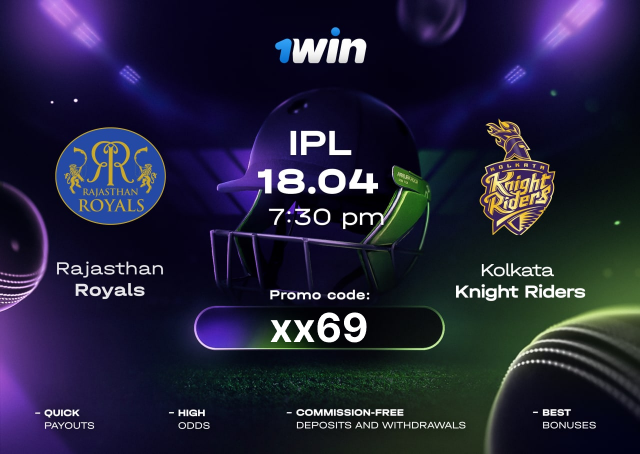 1win
IPL
18.04
7:30 pm
RAJASTHAN
ROYALS
KOLKATA
Knight
Riders
Rajasthan
Royals
Kolkata
Knight Riders
Promo code:
xx69
– QUICK
PAYOUTS
– HIGH
ODDS
– COMMISSION-FREE
DEPOSITS AND WITHDRAWALS
– BEST
BONUSES